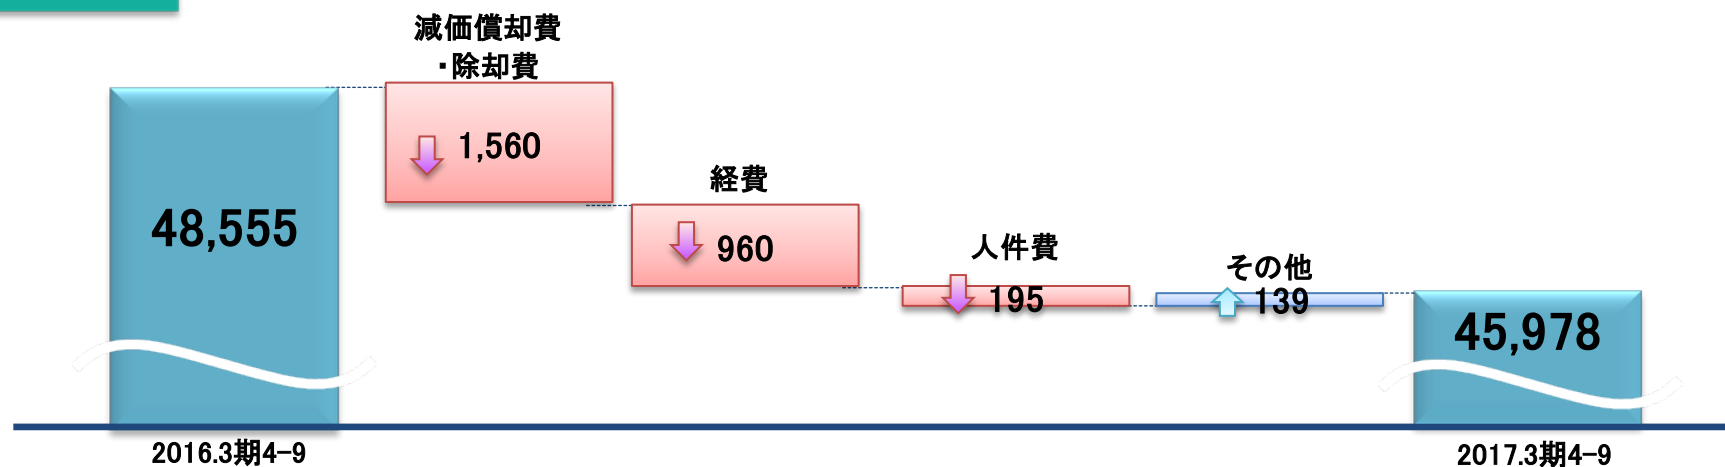 減価償却費
・除却費
1,560
48,555
経費
960
人件費
195
その他
139
45,978
2016.3期4-9
2017.3期4-9